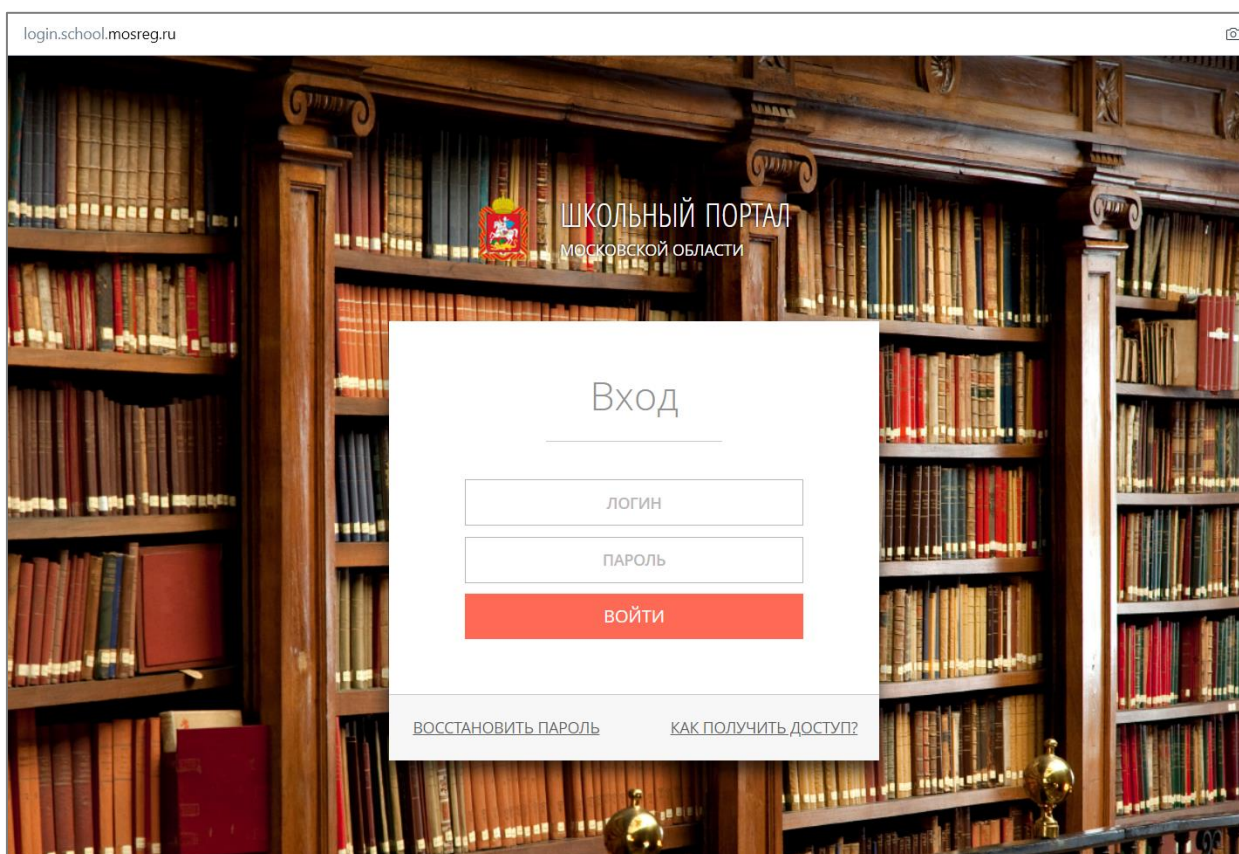 login.school.mosreg.ru
ШКОЛЬНЫЙ ПОРТАЛ
МОСКОВСКОЙ ОБЛАСТИ
Вход
ЛОГИН
ПАРОЛЬ
ВОЙТИ
ВОССТАНОВИТЬ ПАРОЛЬ
КАК ПОЛУЧИТЬ ДОСТУП?